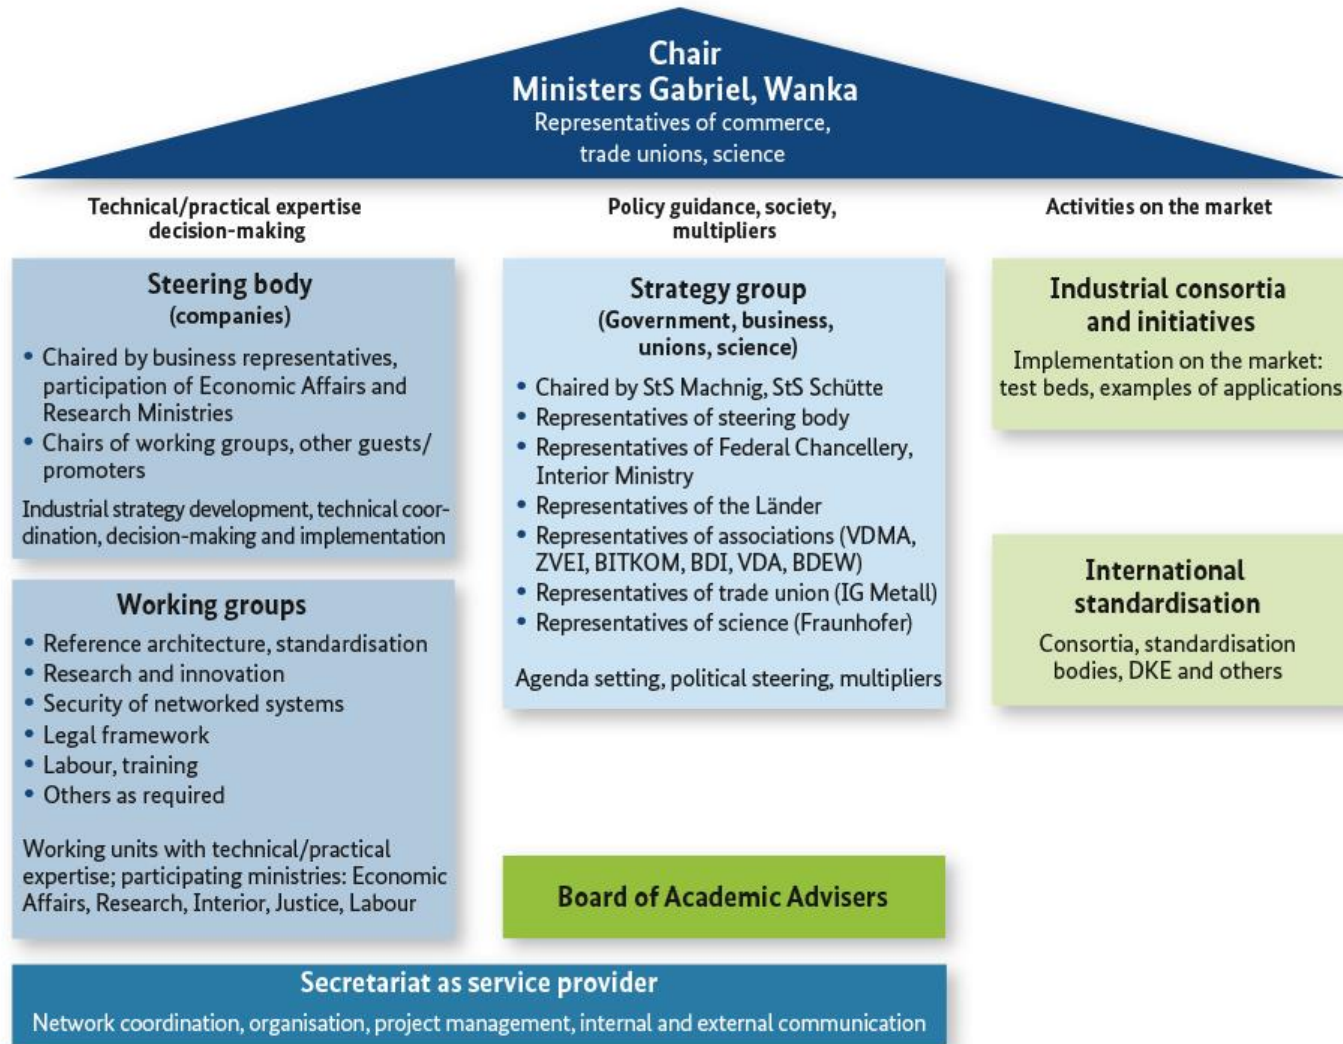 Chair
Ministers Gabriel, Wanka
Representatives of commerce,
trade unions, science
Technical/practical expertise
decision-making
Steering body
(companies)
• Chaired by business representatives,
participation of Economic Affairs and
Research Ministries
• Chairs of working groups, other guests/
promoters
Industrial strategy development, technical coor-
dination, decision-making and implementation
Working groups
• Reference architecture, standardisation
• Research and innovation
• Security of networked systems
• Legal framework
• Labour, training
• Others as required
Working units with technical/practical
expertise; participating ministries: Economic
Affairs, Research, Interior, Justice, Labour
Policy guidance, society,
multipliers
Strategy group
(Government, business,
unions, science)
• Chaired by StS Machnig, StS Schütte
• Representatives of steering body
• Representatives of Federal Chancellery,
Interior Ministry
• Representatives of the Länder
• Representatives of associations (VDMA,
ZVEI, BITKOM, BDI, VDA, BDEW)
• Representatives of trade union (IG Metall)
• Representatives of science (Fraunhofer)
Agenda setting, political steering, multipliers
Board of Academic Advisers
Activities on the market
Industrial consortia
and initiatives
Implementation on the market:
test beds, examples of applications
International
standardisation
Consortia, standardisation
bodies, DKE and others
Secretariat as service provider
Network coordination, organisation, project management, internal and external communication